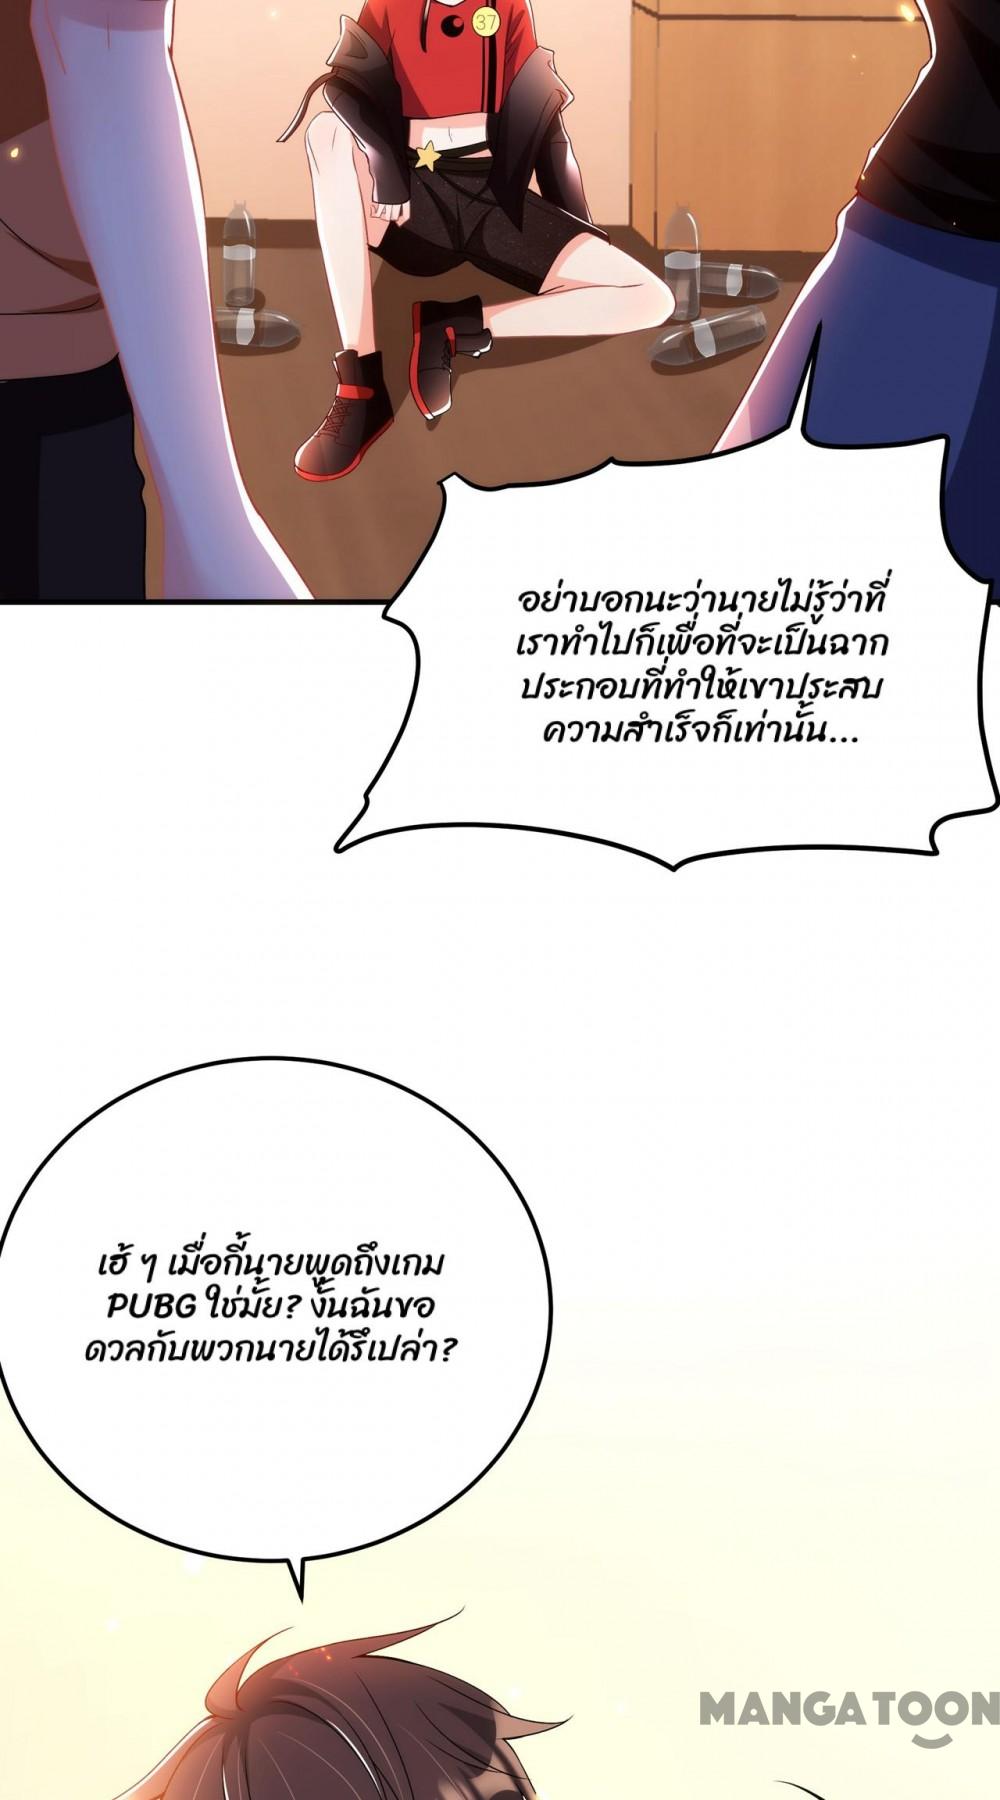 37
อย่าบอกนะว่านายไม่รู้ว่าที่
เราทำไปก็เพื่อที่จะเป็นฉาก
ประกอบที่ทำให้เขาประสบ
ความสำเร็จก็เท่านั้น...
เฮ้ ๆ เมื่อกี้นายพูดถึงเกม
PUBG ใช่มั้ย? งั้นฉันขอ
ดวลกับพวกนายได้รึเปล่า?
MANGATOON